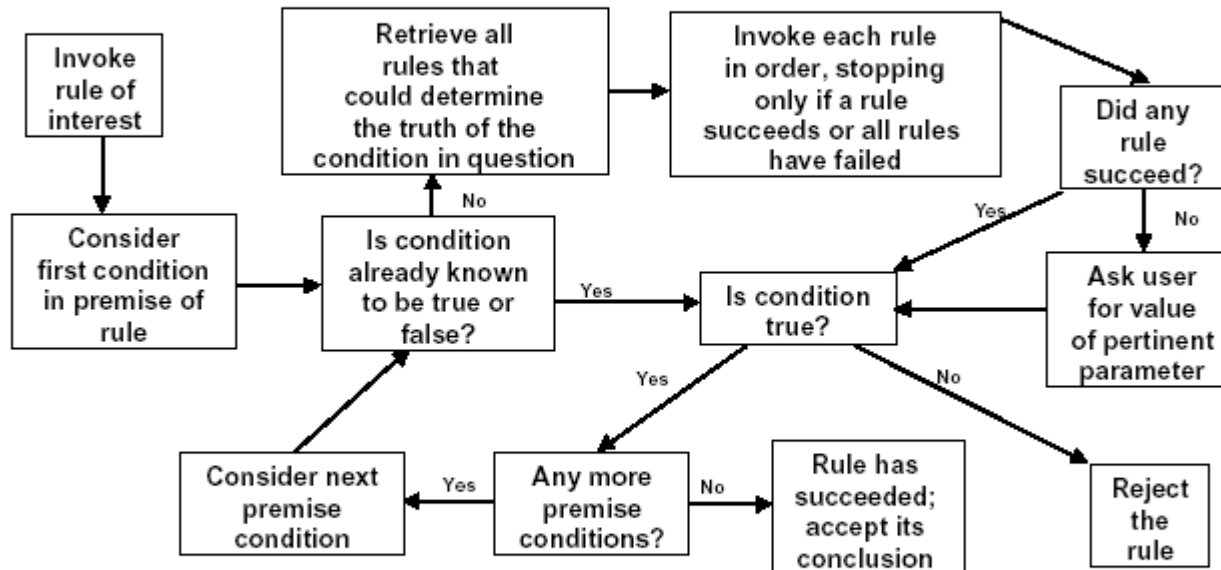 Invoke
rule of
interest
Retrieve all
rules that
could determine
the truth of the
condition in question
Invoke each rule
in order, stopping
only if a rule
succeeds or all rules
have failed
Did any
rule
succeed?
No
Yes
No
Consider
first condition
in premise of
rule
Is condition
already known
to be true or
false?
Yes
Is condition
true?
Ask user
for value
of pertinent
parameter
Yes
No
Consider next
premise
condition
Yes
Any more
premise
conditions?
No
Rule has
succeeded;
accept its
conclusion
Reject
the
rule